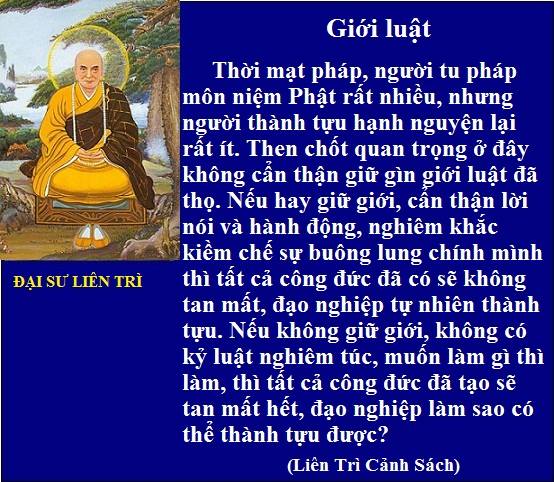 Giới luật
Thời mạt pháp, người tu pháp
môn niệm Phật rất nhiều, nhưng
người thành tựu hạnh nguyện lại
rất ít. Then chốt quan trọng ở đây
không cẩn thận giữ gìn giới luật đã
thọ. Nếu hay giữ giới, cẩn thận lời
nói và hành động, nghiêm khắc
kiềm chế sự buông lung chính mình
thì tất cả công đức đã có sẽ không
tan mất, đạo nghiệp tự nhiên thành
tựu. Nếu không giữ giới, không có
kỷ luật nghiêm túc, muốn làm gì thì
làm, thì tất cả công đức đã tạo sẽ
tan mất hết, đạo nghiệp làm sao có
thể thành tựu được?
(Liên Trì Cảnh Sách)
ĐẠI SƯ LIÊN TRÌ